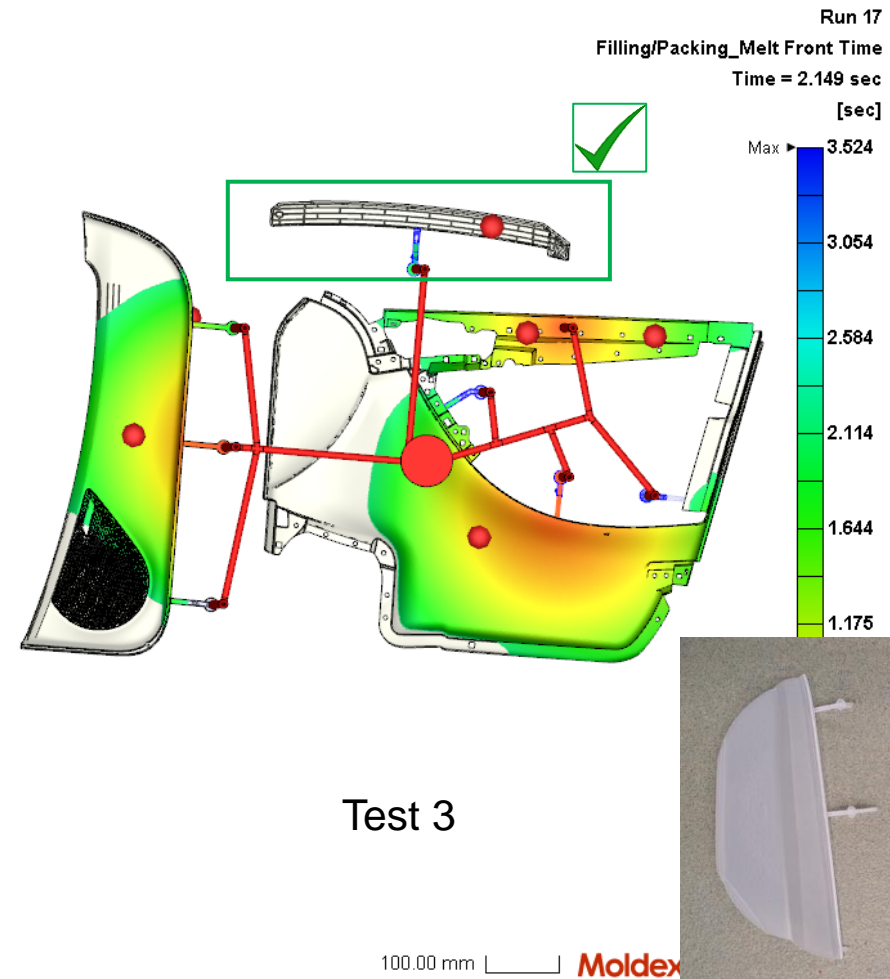 Run 17
Filling/Packing_Melt Front Time
Time = 2.149 sec
[sec]
Max 3.524
3.054
2.584
2.114
1.644
1.175
Test 3
100.00 mm
Moldex